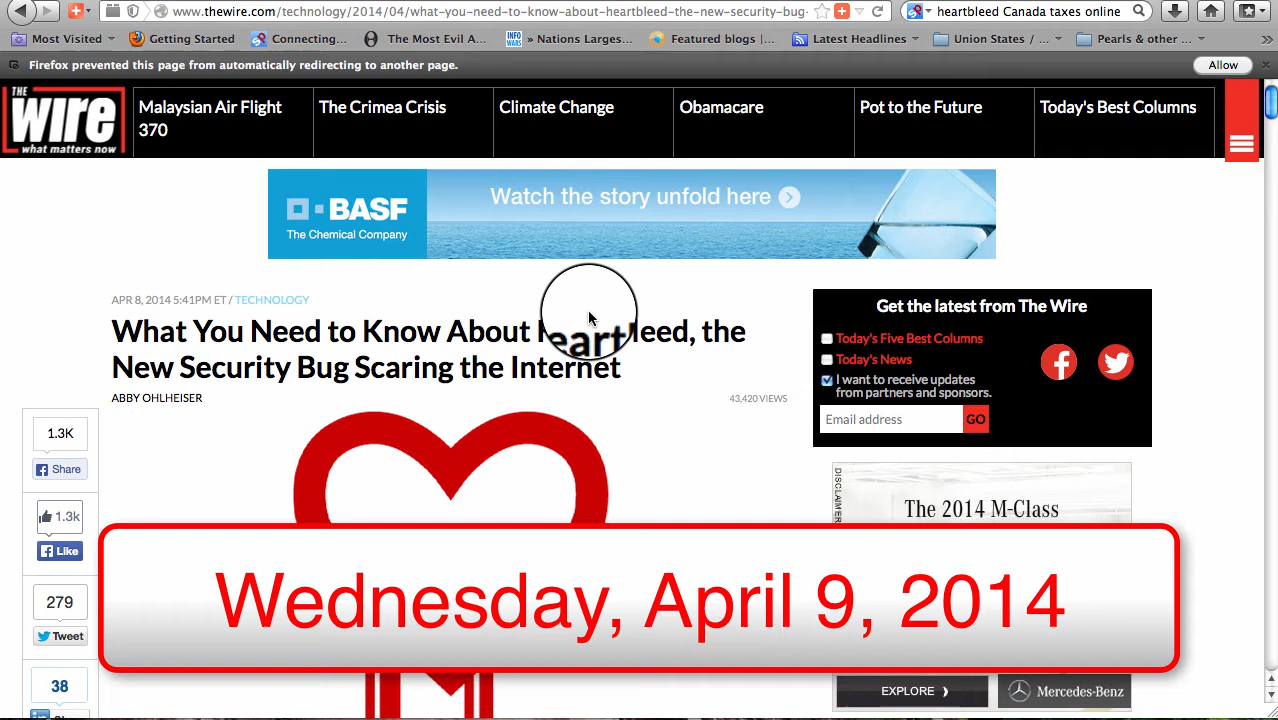 www.thewire.com/technology/2014/04/what-you-need-to-know-about-heartbleed-the-new-security-bug-
heartbleed Canada taxes online
Most Visited
Getting Started
Connecting...
The Most Evil A...
INFO WARS
» Nations Larges...
Featured blogs |...
Latest Headlines
Union States / ...
Pearls & other ...
Firefox prevented this page from automatically redirecting to another page.
Allow
THE
WIRE
what matters now
Malaysian Air Flight
370
The Crimea Crisis
Climate Change
Obamacare
Pot to the Future
Today's Best Columns
BASF
The Chemical Company
Watch the story unfold here
APR 8, 2014 5:41PM ET / TECHNOLOGY
What You Need to Know About heartleed, the
New Security Bug Scaring the Internet
ABBY OHLHEISER
43,420 VIEWS
Get the latest from The Wire
Today's Five Best Columns
Today's News
I want to receive updates
from partners and sponsors.
Email address
GO
1.3K
Share
1.3k
Like
279
Tweet
38
DISCLAIMER
The 2014 M-Class
Wednesday, April 9, 2014
EXPLORE
Mercedes-Benz